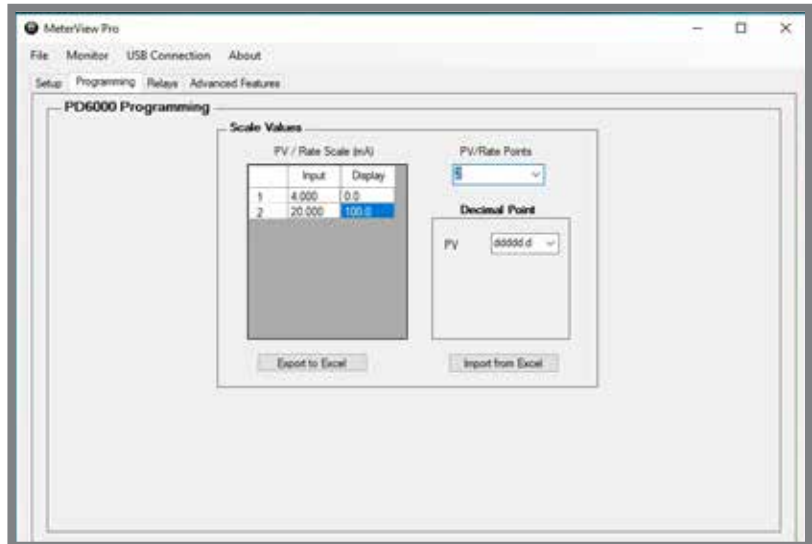 MeterView Pro
File Monitor USB Connection About
Setup Programming Relays Advanced Features
PD6000 Programming
Scale Values
PV / Rate Scale (mA)
PV/Rate Points
Input Display
1 4.000 0.0
2 20.000 100.0
Decimal Point
PV ddddd.d
Export to Excel
Import from Excel